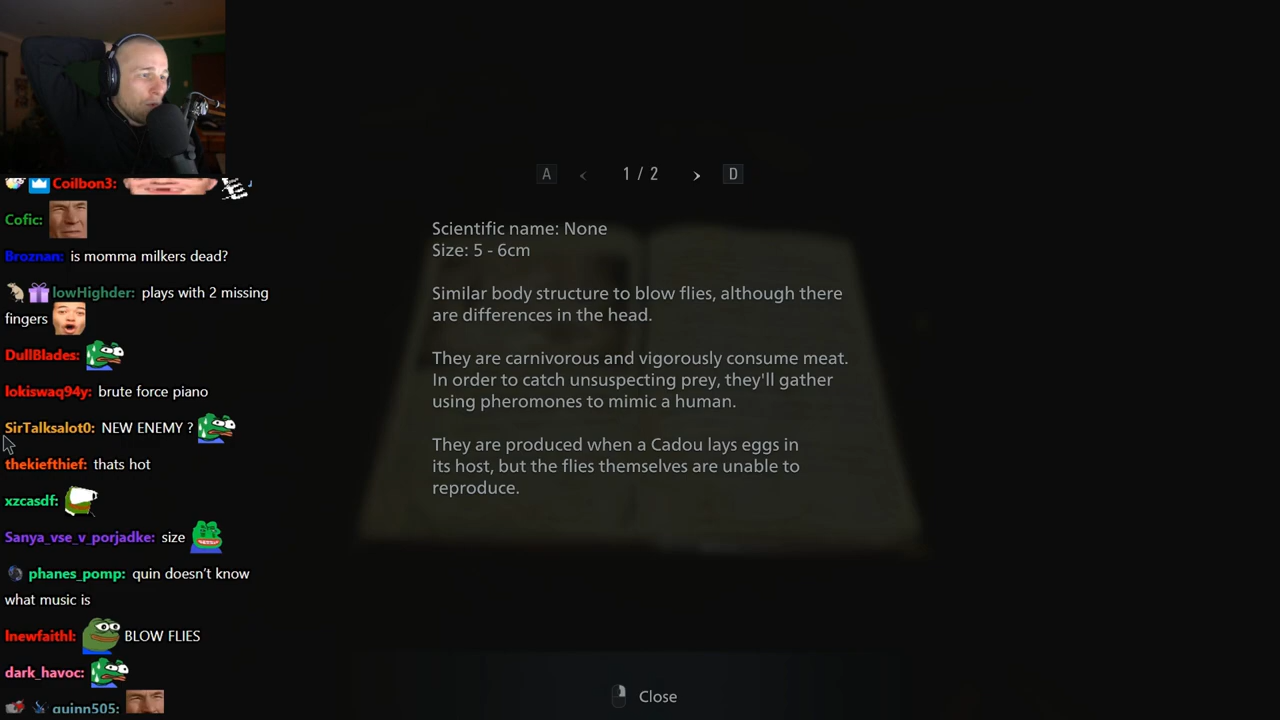 Coilbon3:
Cofic:
Broznan: is momma milkers dead?
lowHighder: plays with 2 missing
fingers
DullBlades:
lokiswaq94y: brute force piano
SirTalksalot0: NEW ENEMY ?
thekiefthief: thats hot
xzcasdf:
Sanya_vse_v_porjadke: size
phanes_pomp: quin doesn't know
what music is
lnewfaithl: BLOW FLIES
dark_havoc:
quinn505:
A < 1 / 2 > D
Scientific name: None
Size: 5 - 6cm
Similar body structure to blow flies, although there
are differences in the head.
They are carnivorous and vigorously consume meat.
In order to catch unsuspecting prey, they'll gather
using pheromones to mimic a human.
They are produced when a Cadou lays eggs in
its host, but the flies themselves are unable to
reproduce.
Close